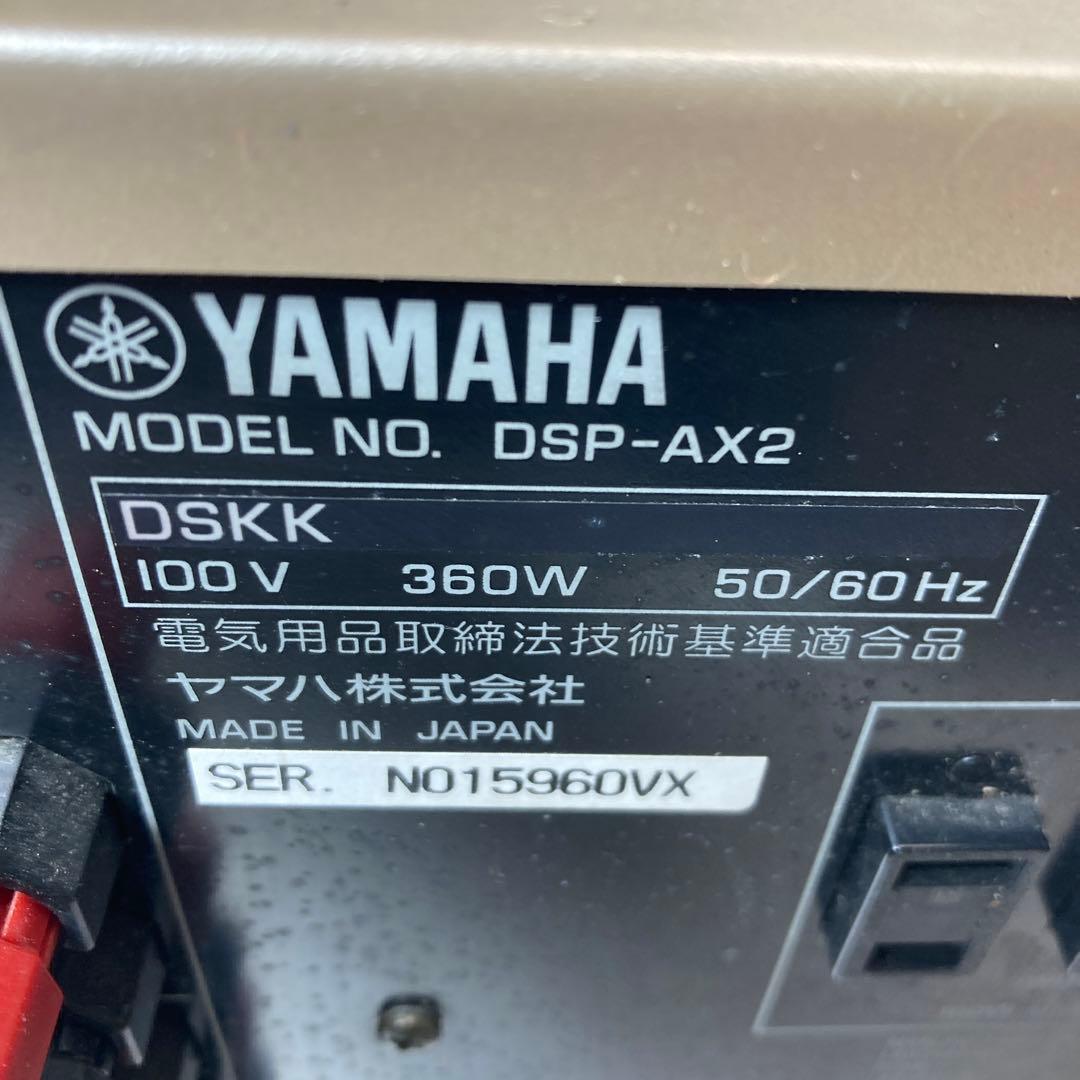 YAMAHA
MODEL NO. DSP-AX2
DSKK
100V 360W 50/60Hz
電気用品取締法技術基準適合品
ヤマハ株式会社
MADE IN JAPAN
SER. N015960VX